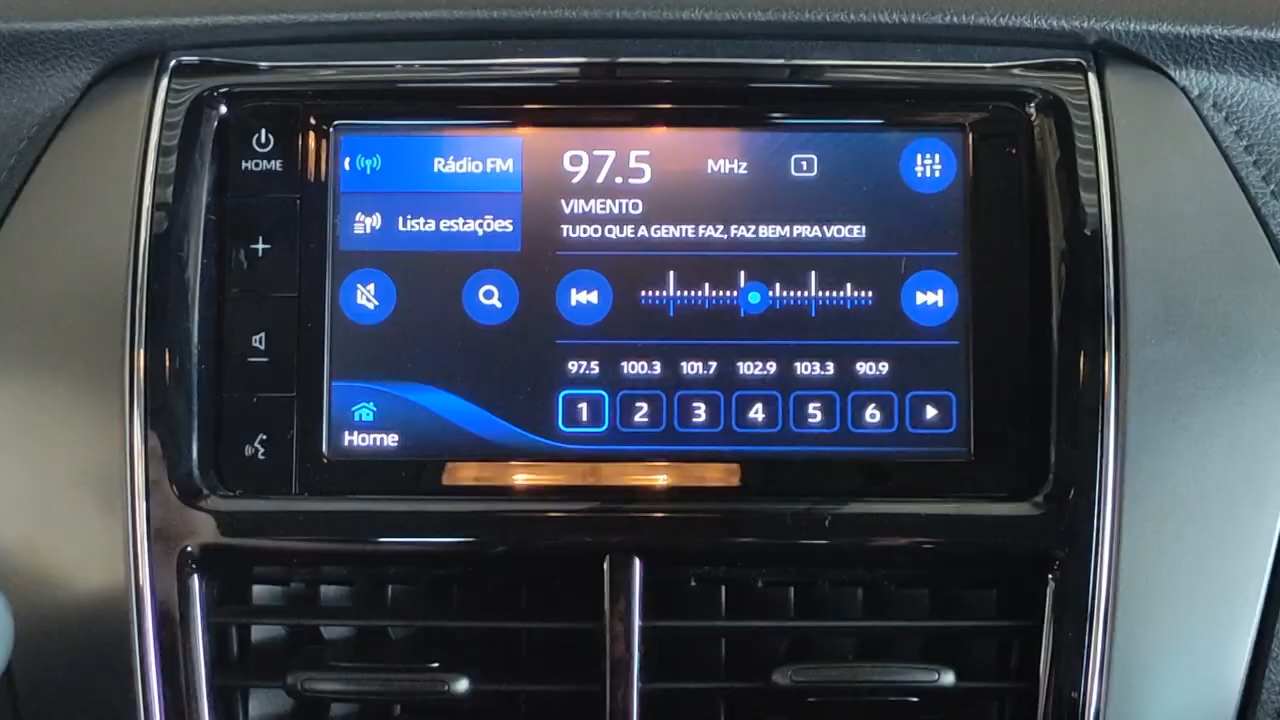 HOME
Rádio FM
Lista estações
Home
97.5 MHz 1
VIMENTO
TUDO QUE A GENTE FAZ, FAZ BEM PRA VOCE!
97.5 100.3 101.7 102.9 103.3 90.9
1 2 3 4 5 6